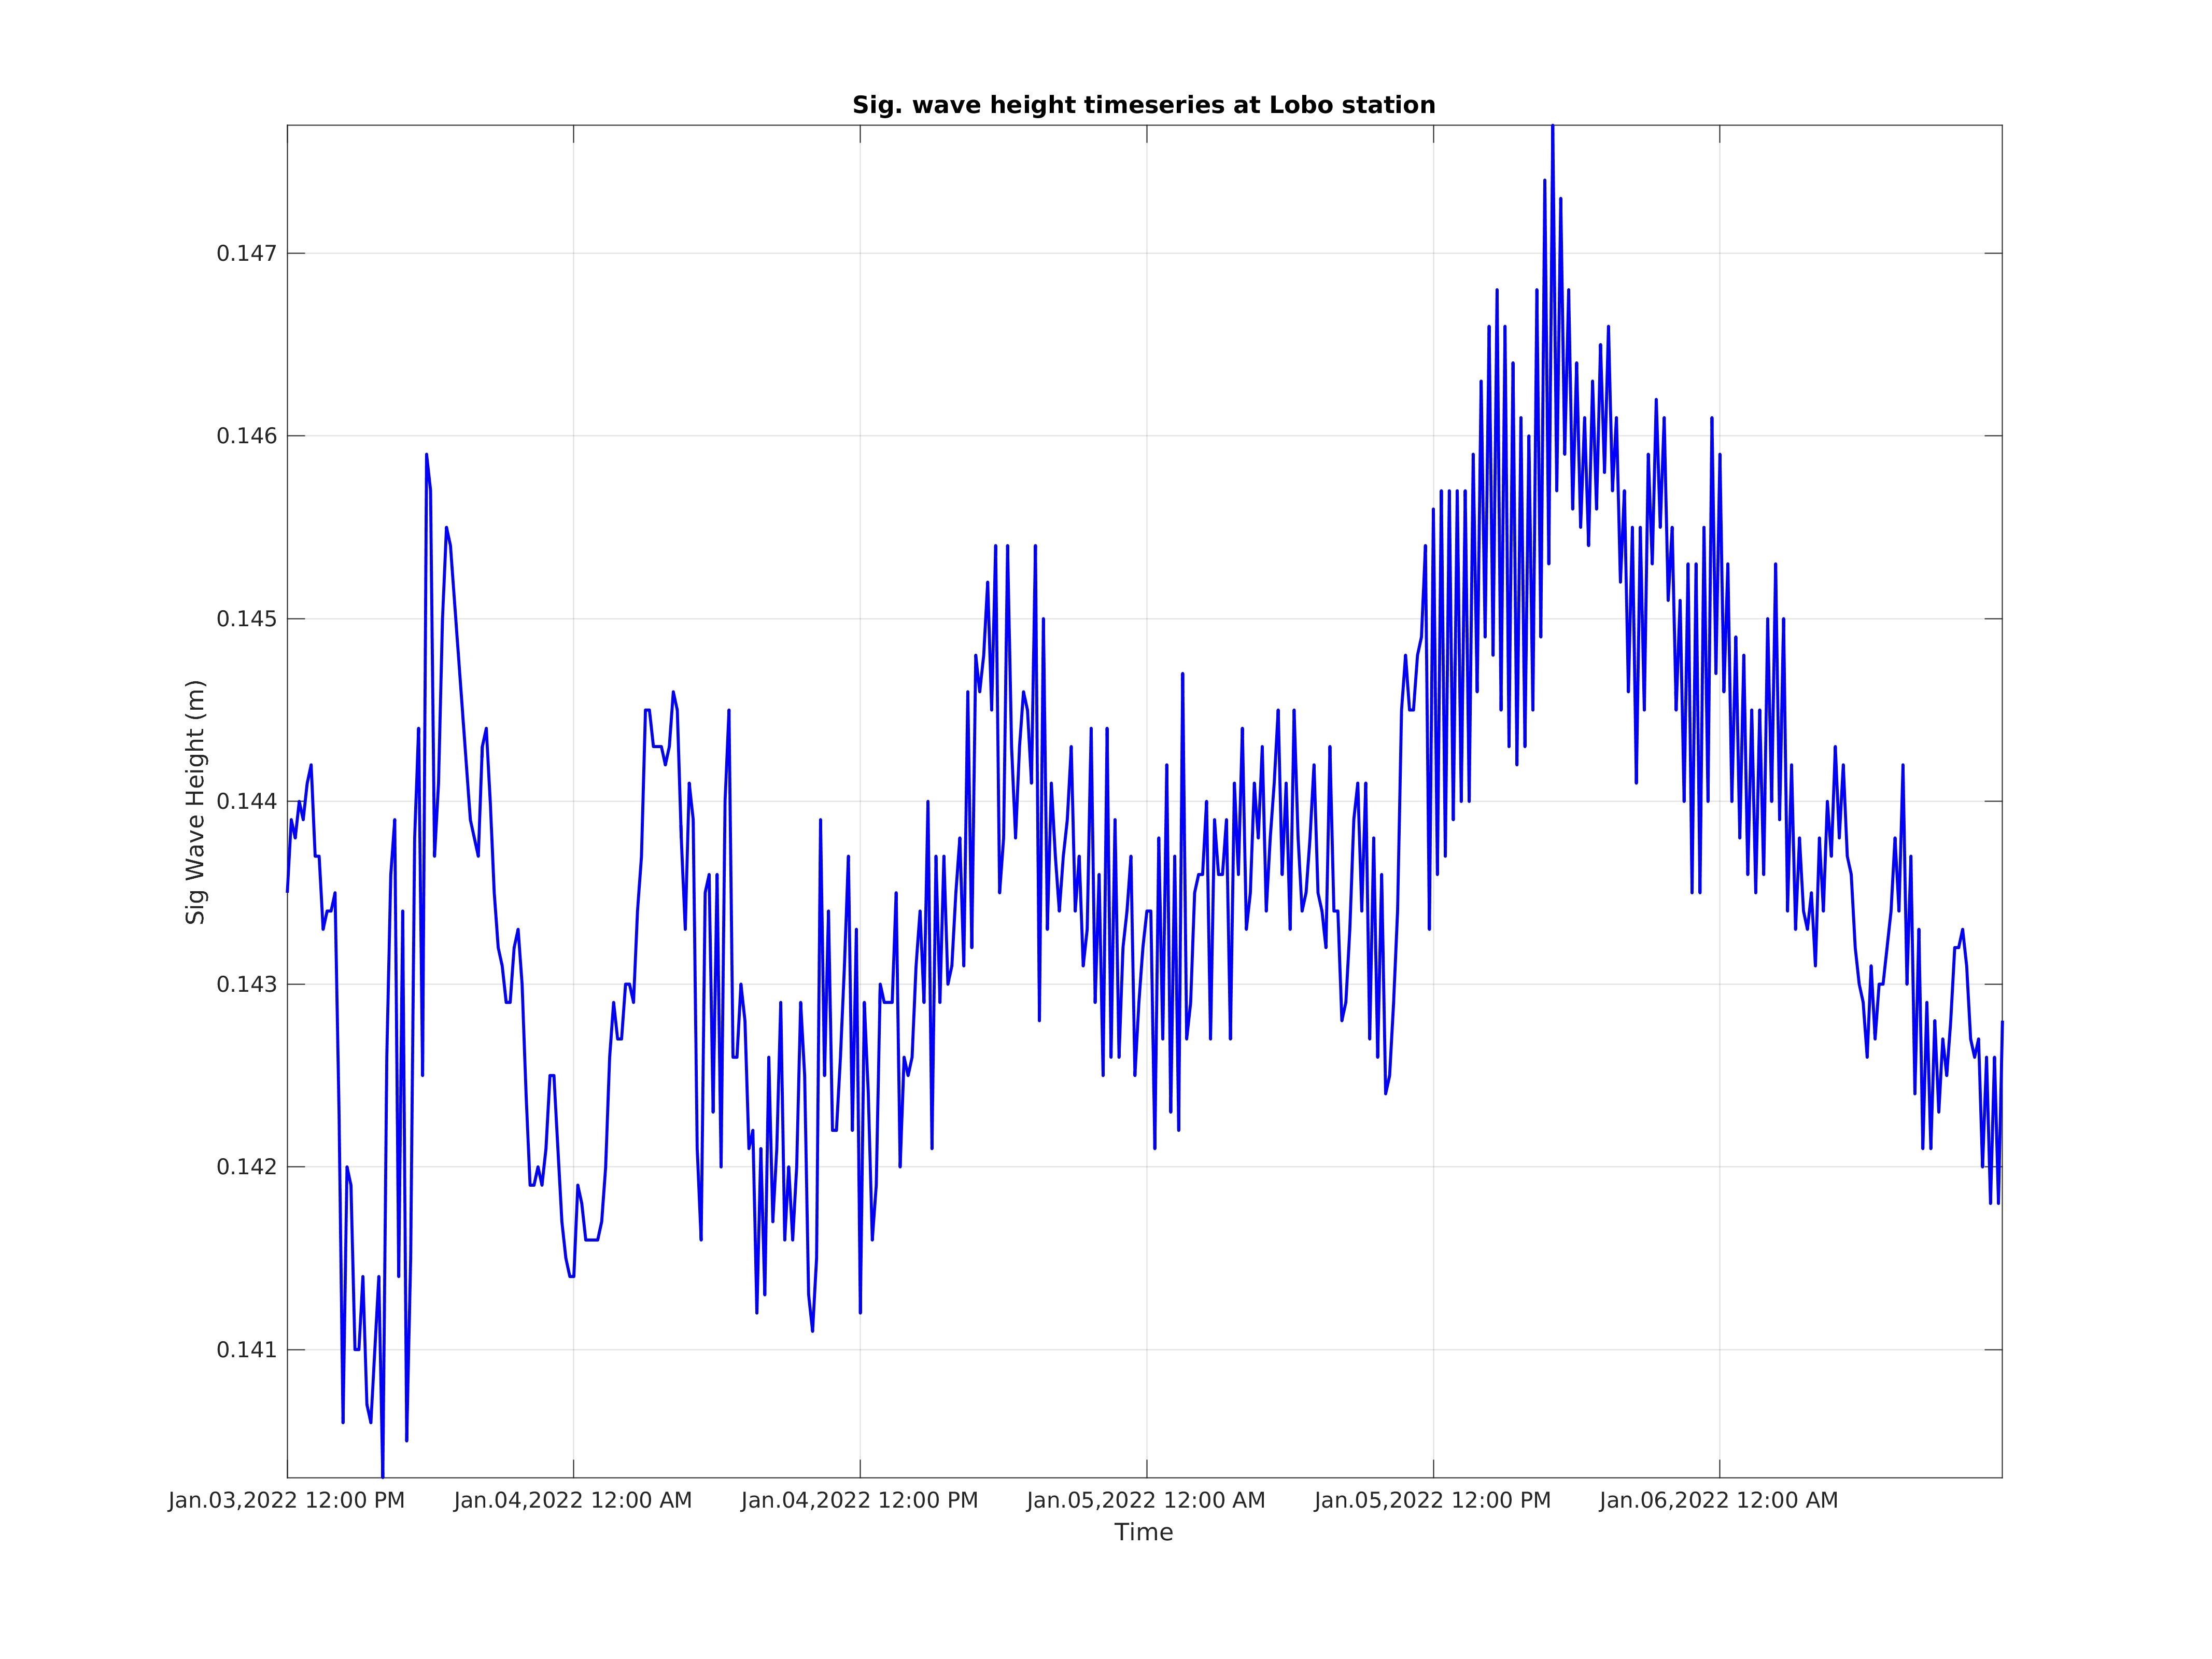 Sig. wave height timeseries at Lobo station
0.147
0.146
0.145
0.144
0.143
0.142
0.141
Sig Wave Height (m)
Jan.03,2022 12:00 PM
Jan.04,2022 12:00 AM
Jan.04,2022 12:00 PM
Jan.05,2022 12:00 AM
Jan.05,2022 12:00 PM
Jan.06,2022 12:00 AM
Time